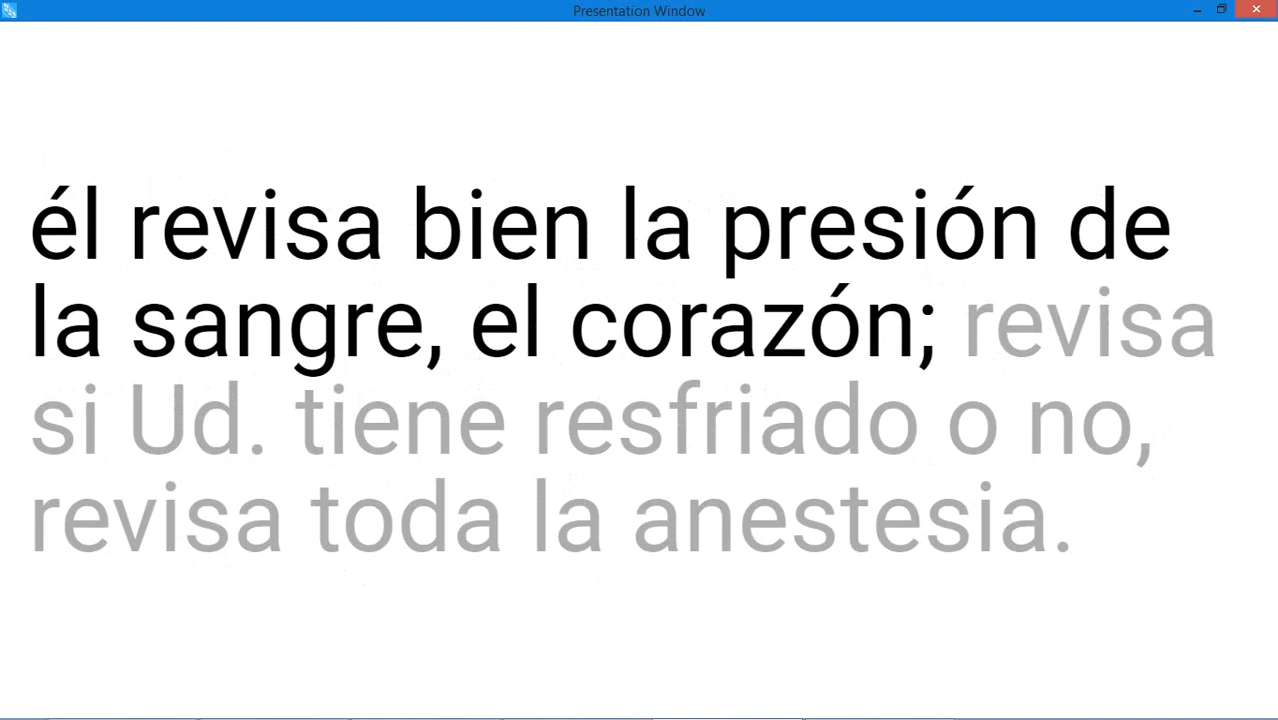 Presentation Window
él revisa bien la presión de
la sangre, el corazón; revisa
si Ud. tiene resfriado o no,
revisa toda la anestesia.